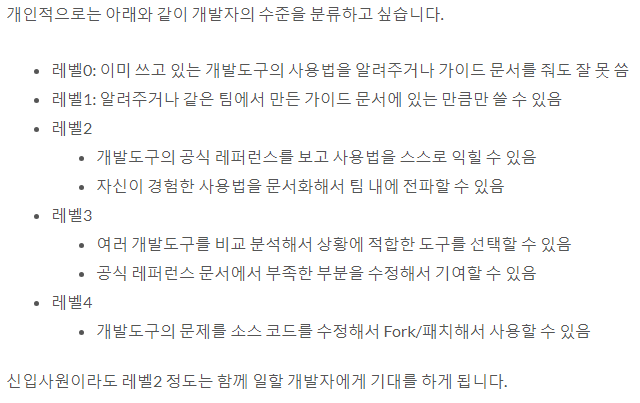 개인적으로는 아래와 같이 개발자의 수준을 분류하고 싶습니다.
• 레벨0: 이미 쓰고 있는 개발도구의 사용법을 알려주거나 가이드 문서를 줘도 잘 못 씀
• 레벨1: 알려주거나 같은 팀에서 만든 가이드 문서에 있는 만큼만 쓸 수 있음
• 레벨2
• 개발도구의 공식 레퍼런스를 보고 사용법을 스스로 익힐 수 있음
• 자신이 경험한 사용법을 문서화해서 팀 내에 전파할 수 있음
• 레벨3
• 여러 개발도구를 비교 분석해서 상황에 적합한 도구를 선택할 수 있음
• 공식 레퍼런스 문서에서 부족한 부분을 수정해서 기여할 수 있음
• 레벨4
• 개발도구의 문제를 소스 코드를 수정해서 Fork/패치해서 사용할 수 있음
신입사원이라도 레벨2 정도는 함께 일할 개발자에게 기대를 하게 됩니다.